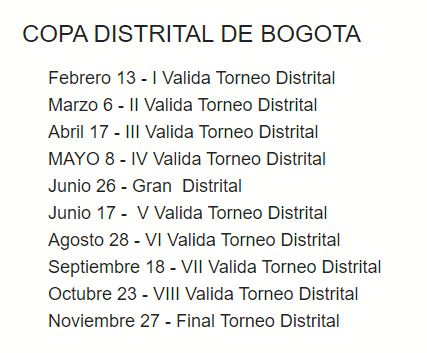 COPA DISTRITAL DE BOGOTA
Febrero 13 - I Valida Torneo Distrital
Marzo 6 - II Valida Torneo Distrital
Abril 17 - III Valida Torneo Distrital
MAYO 8 - IV Valida Torneo Distrital
Junio 26 - Gran  Distrital
Junio 17 -  V Valida Torneo Distrital
Agosto 28 - VI Valida Torneo Distrital
Septiembre 18 - VII Valida Torneo Distrital
Octubre 23 - VIII Valida Torneo Distrital
Noviembre 27 - Final Torneo Distrital